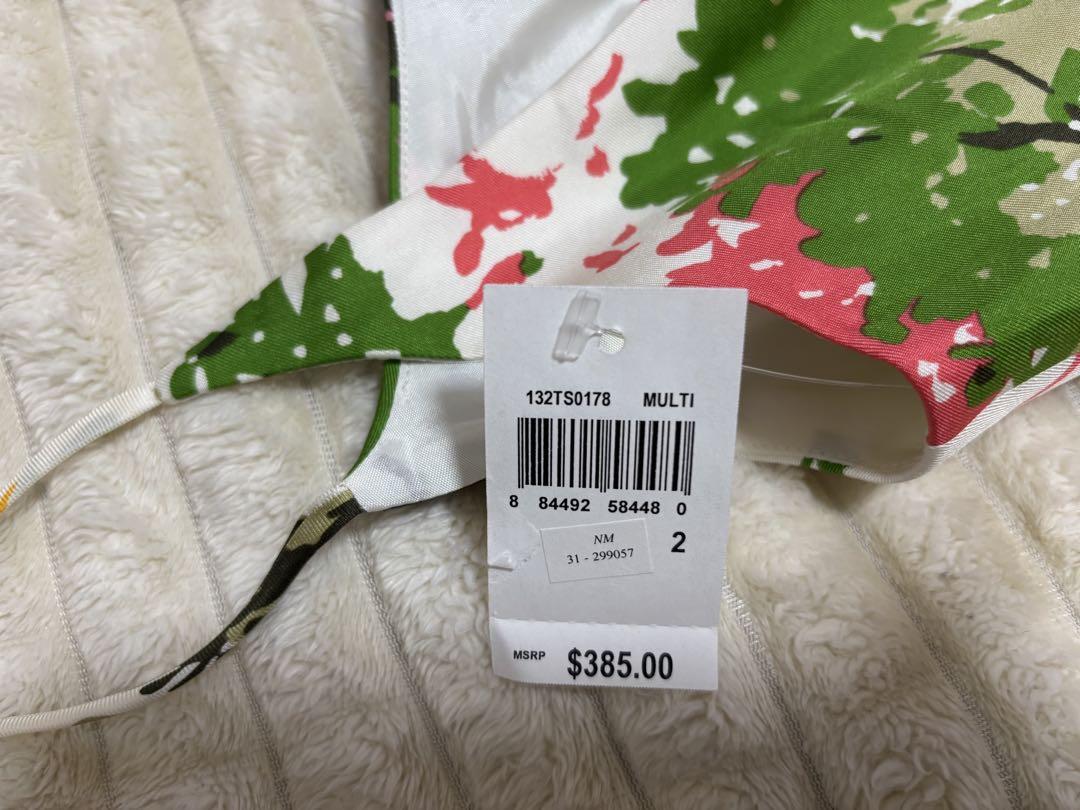 132TS0178 MULTI
8 84492 58448 0
NM
31 - 299057
2
MSRP $385.00